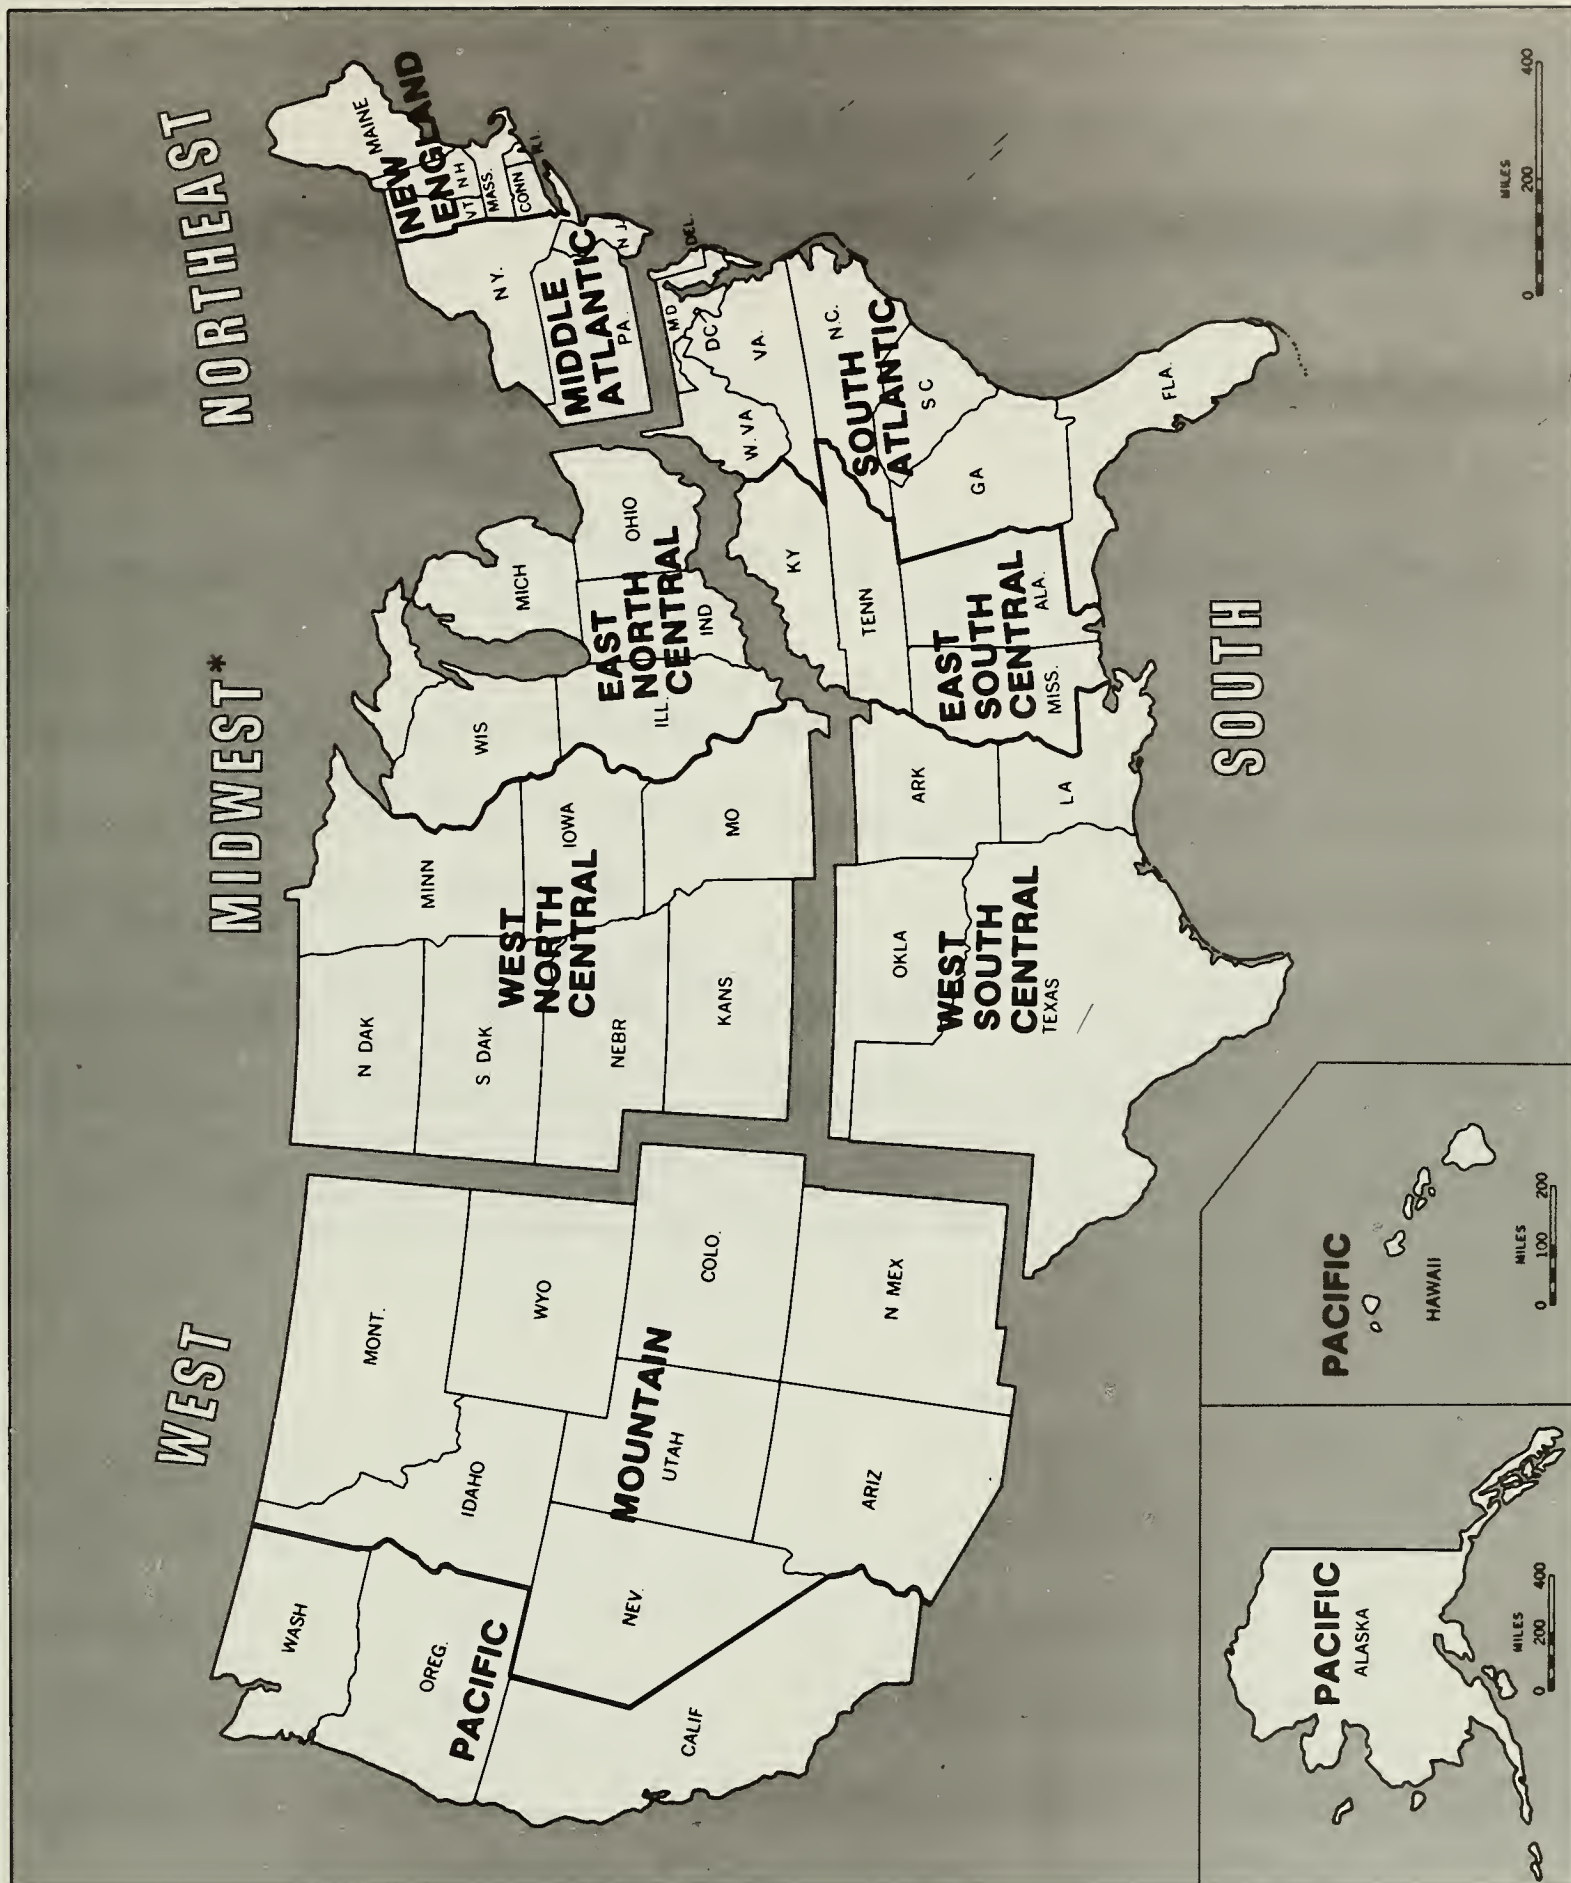 WEST
MIDWEST*
NORTHEAST
SOUTH
PACIFIC
WASH
OREG.
CALIF
MOUNTAIN
MONT.
IDAHO
WYO
NEV.
UTAH
COLO.
ARIZ
N MEX
WEST
NORTH
CENTRAL
N DAK
MINN
S DAK
IOWA
NEBR
KANS
MO
EAST
NORTH
CENTRAL
WIS
MICH
ILL.
IND
OHIO
NEW
ENGLAND
MAINE
VT
N H
MASS.
CONN
R.I.
MIDDLE
ATLANTIC
N Y.
PA.
N J.
SOUTH
ATLANTIC
DEL.
MD
DC
VA.
W. VA
N.C.
S C
GA
FLA.
EAST
SOUTH
CENTRAL
KY
TENN
ALA.
MISS.
WEST
SOUTH
CENTRAL
OKLA
ARK
LA
TEXAS
PACIFIC
ALASKA
MILES
0 200 400
PACIFIC
HAWAII
MILES
0 100 200
MILES
0 200 400